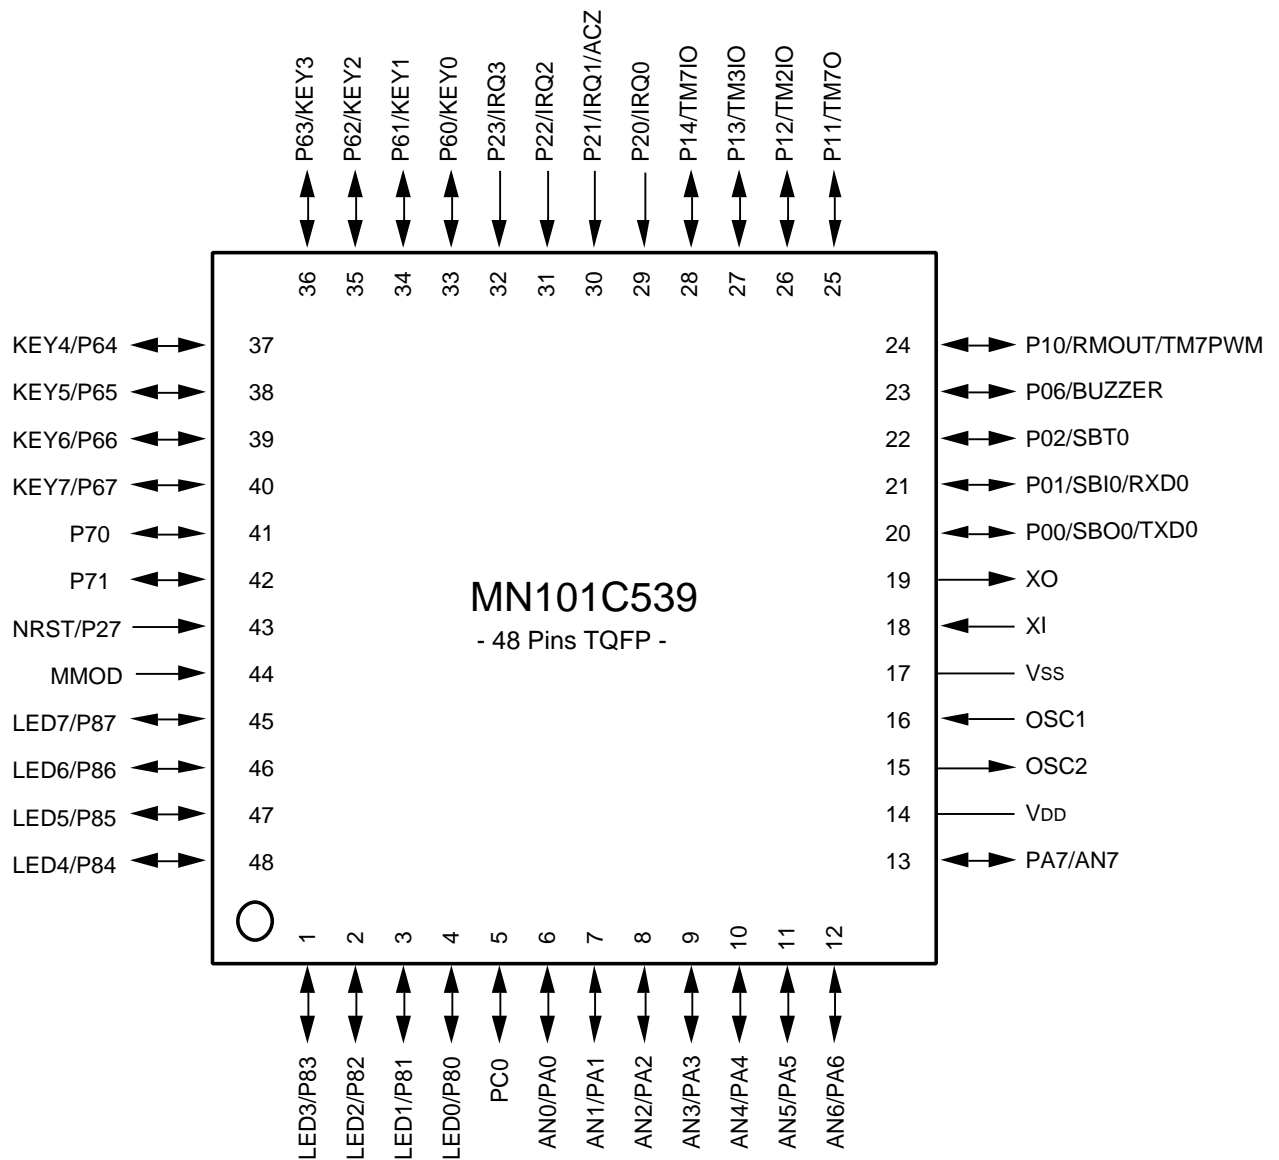 P63/KEY3
P62/KEY2
P61/KEY1
P60/KEY0
P23/IRQ3
P22/IRQ2
P21/IRQ1/ACZ
P20/IRQ0
P14/TM7IO
P13/TM3IO
P12/TM2IO
P11/TM7O
36
35
34
33
32
31
30
29
28
27
26
25
KEY4/P64 37
KEY5/P65 38
KEY6/P66 39
KEY7/P67 40
P70 41
P71 42
NRST/P27 43
MMOD 44
LED7/P87 45
LED6/P86 46
LED5/P85 47
LED4/P84 48
MN101C539
- 48 Pins TQFP -
24 P10/RMOUT/TM7PWM
23 P06/BUZZER
22 P02/SBT0
21 P01/SBI0/RXD0
20 P00/SBO0/TXD0
19 XO
18 XI
17 VSS
16 OSC1
15 OSC2
14 VDD
13 PA7/AN7
1
2
3
4
5
6
7
8
9
10
11
12
LED3/P83
LED2/P82
LED1/P81
LED0/P80
PC0
AN0/PA0
AN1/PA1
AN2/PA2
AN3/PA3
AN4/PA4
AN5/PA5
AN6/PA6